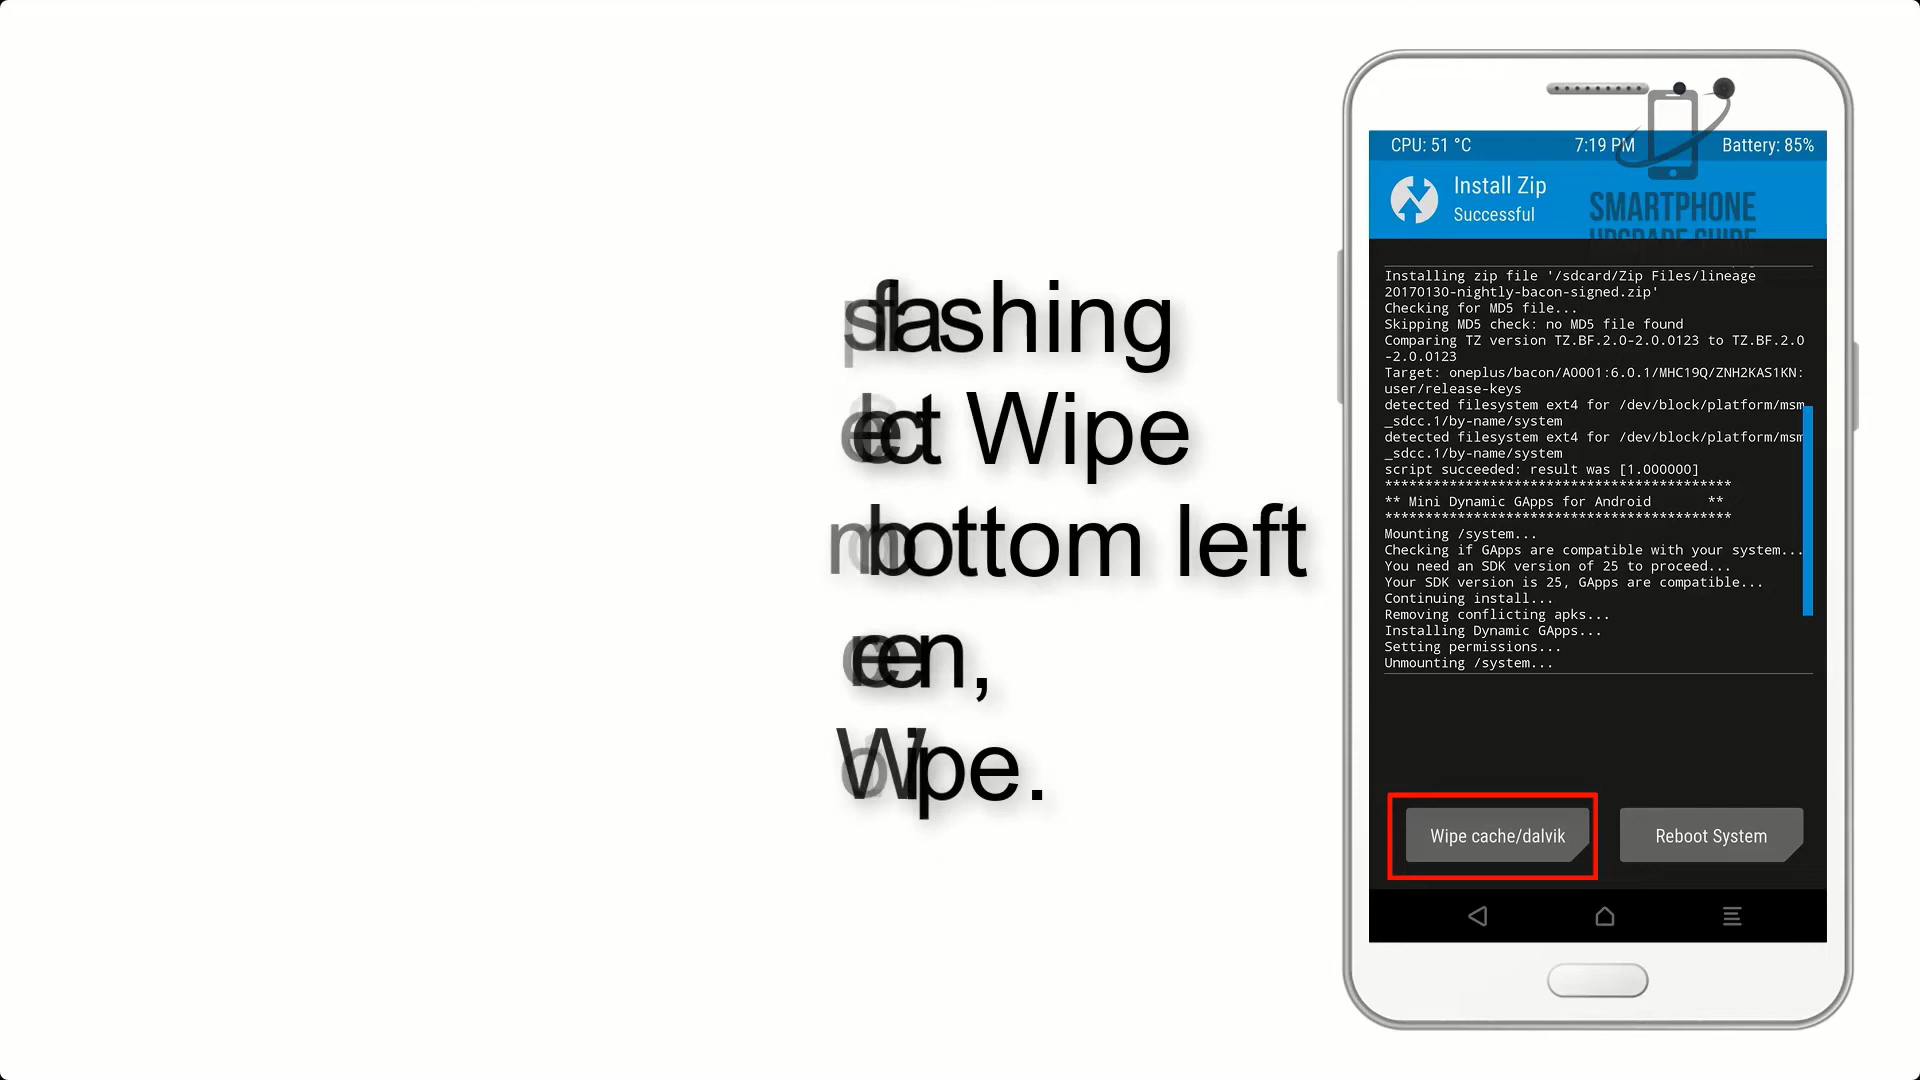 flashing
Wipe
bottom left
Wipe.
CPU: 51 °C
7:19 PM
Battery: 85%
Install Zip
Successful
SMARTPHONE
UPGRADE GUIDE
Installing zip file '/sdcard/Zip Files/lineage
20170130-nightly-bacon-signed.zip'
Checking for MD5 file...
Skipping MD5 check: no MD5 file found
Comparing TZ version TZ.BF.2.0-2.0.0123 to TZ.BF.2.0
-2.0.0123
Target: oneplus/bacon/A0001:6.0.1/MHC19Q/ZNH2KAS1KN:
user/release-keys
detected filesystem ext4 for /dev/block/platform/msm
_sdcc.1/by-name/system
detected filesystem ext4 for /dev/block/platform/msm
_sdcc.1/by-name/system
script succeeded: result was [1.000000]
*******************************************
** Mini Dynamic GApps for Android       **
*******************************************
Mounting /system...
Checking if GApps are compatible with your system...
You need an SDK version of 25 to proceed...
Your SDK version is 25, GApps are compatible...
Continuing install...
Removing conflicting apks...
Installing Dynamic GApps...
Setting permissions...
Unmounting /system...
Wipe cache/dalvik
Reboot System